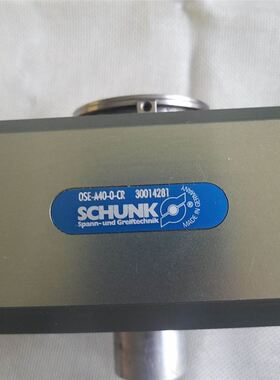 OSE-A40-0-CR 30014281
SCHUNK ®
Spann- und Greiftechnik
MADE IN GERMANY